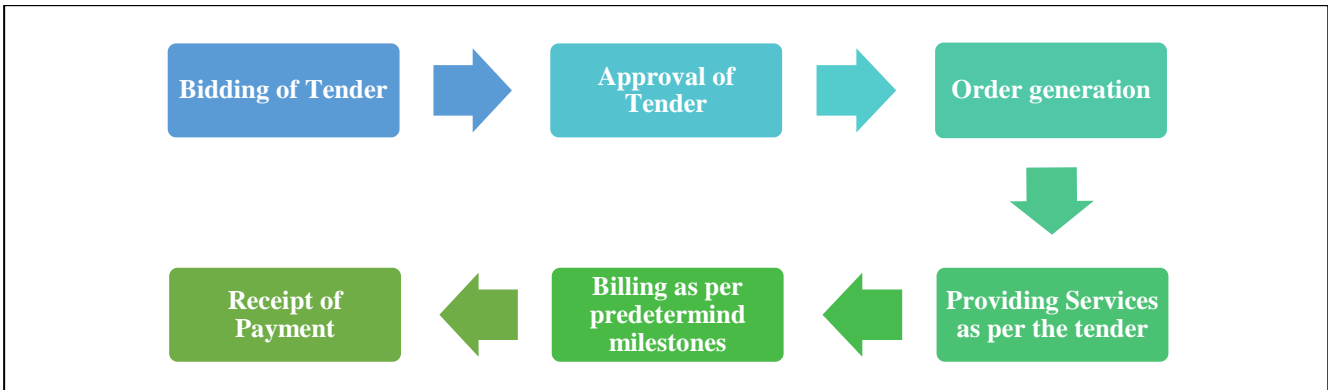 Bidding of Tender
Approval of
Tender
Order generation
Providing Services
as per the tender
Billing as per
predetermind
milestones
Receipt of
Payment